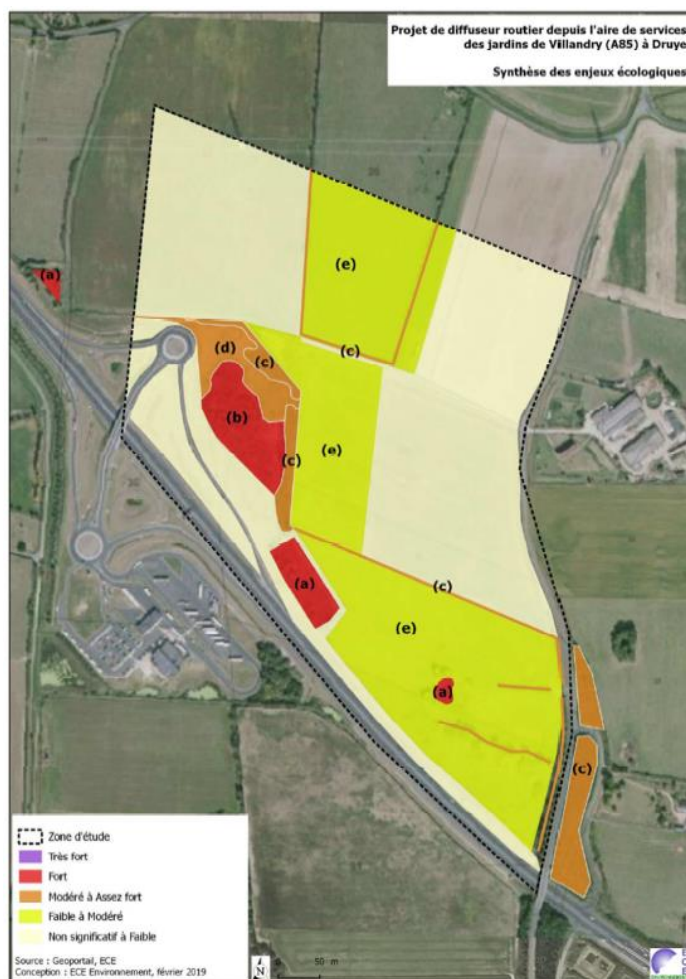 Projet de diffuseur routier depuis l'aire de services
des jardins de Villandry (A85) à Druye
Synthèse des enjeux écologiques
(e)
(a)
(c)
(d)
(c)
(b)
(e)
(c)
(a)
(c)
(e)
(a)
(c)
Zone d'étude
Très fort
Fort
Modéré à Assez fort
Faible à Modéré
Non significatif à Faible
Source : Geoportail, ECE
Conception : ECE Environnement, février 2019
N
0 50 m